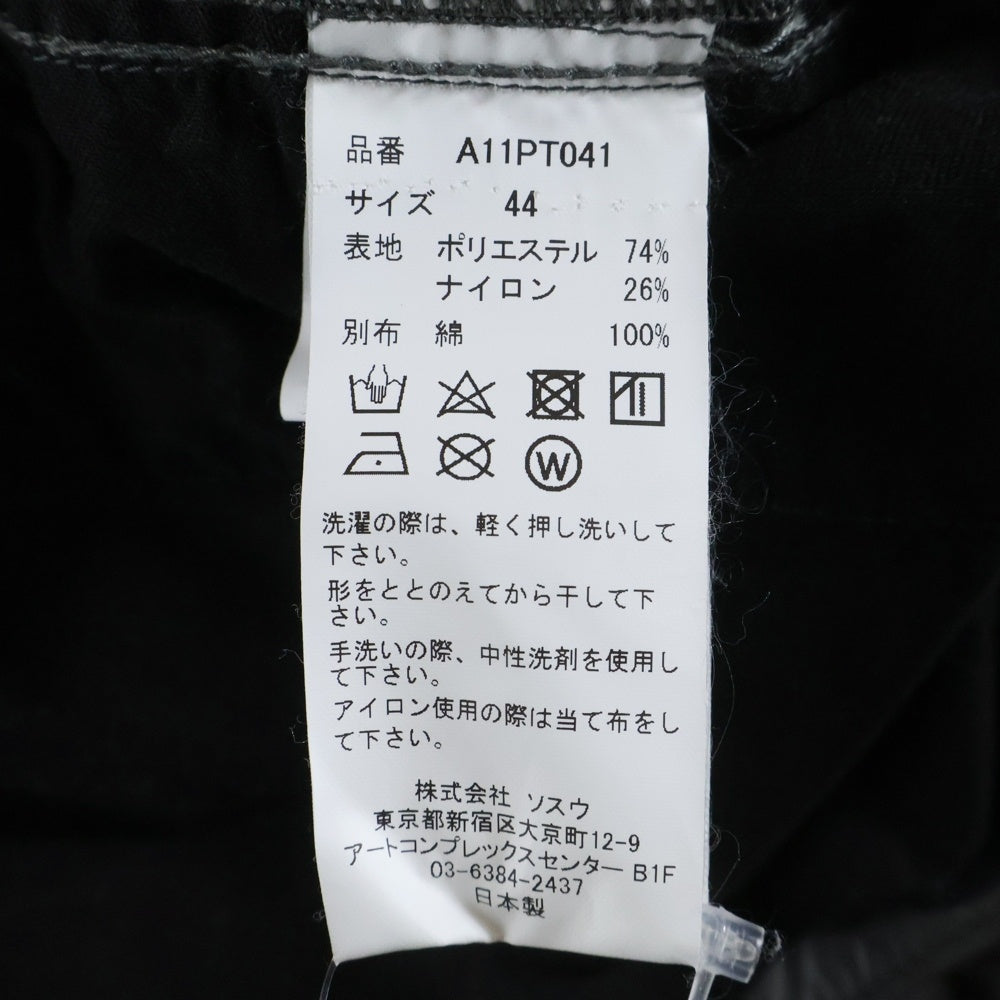 品番 A11PT041
サイズ 44
表地 ポリエステル 74%
ナイロン 26%
別布 綿 100%
W
洗濯の際は、軽く押し洗いして
下さい。
形をととのえてから干して下
さい。
手洗いの際、中性洗剤を使用し
て下さい。
アイロン使用の際は当て布をし
て下さい。
株式会社 ソスウ
東京都新宿区大京町12-9
アートコンプレックスセンター B1F
03-6384-2437
日本製